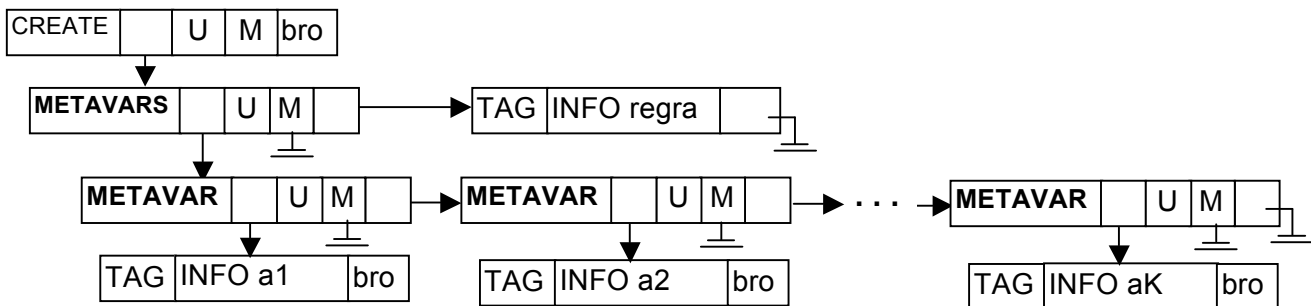 CREATE U M bro
METAVARS U M TAG INFO regra
METAVAR U M METAVAR U M . . . METAVAR U M
TAG INFO a1 bro TAG INFO a2 bro TAG INFO aK bro